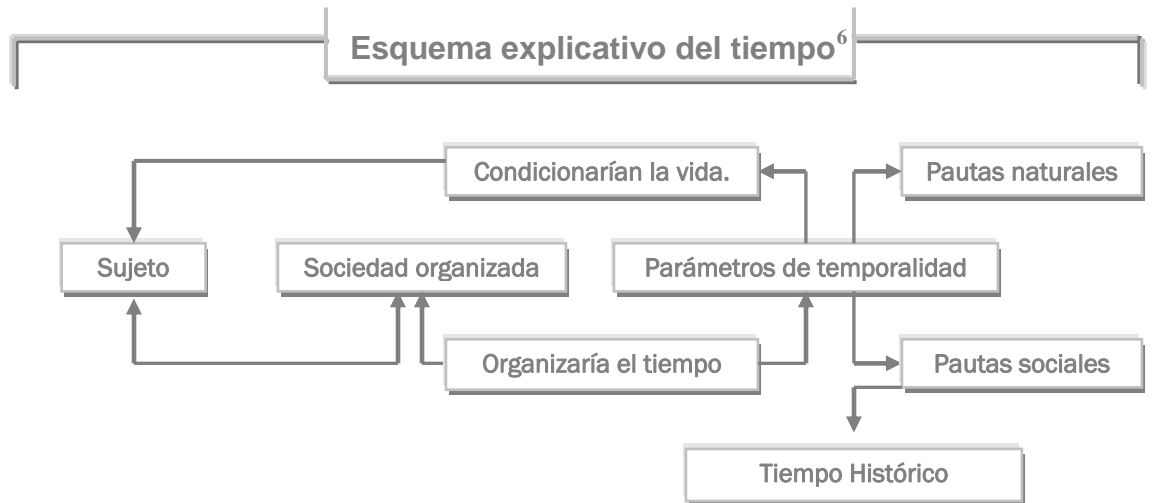 Esquema explicativo del tiempo⁶
Condicionarían la vida.
Pautas naturales
Sujeto
Sociedad organizada
Parámetros de temporalidad
Organizaría el tiempo
Pautas sociales
Tiempo Histórico